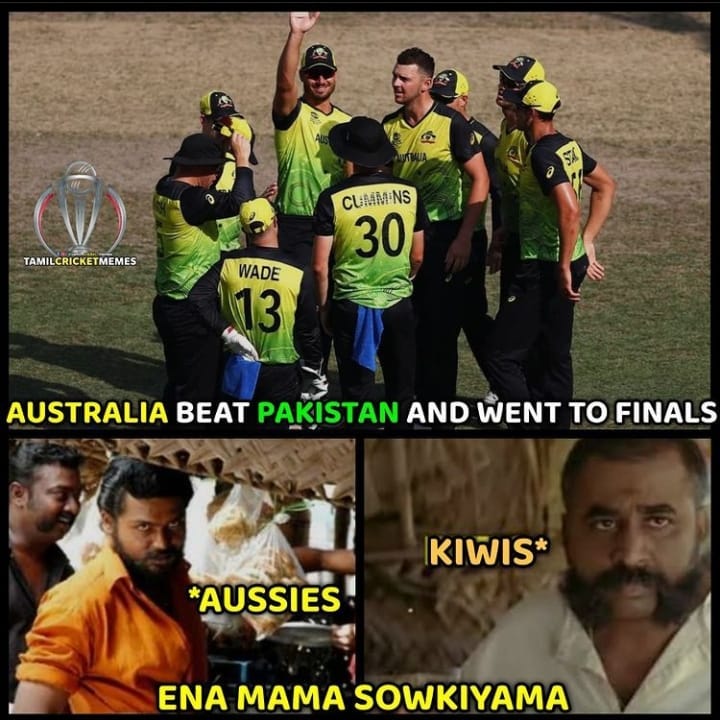 AUSTRALIA
CUMMINS
30
WADE
13
TAMILCRICKETMEMES
AUSTRALIA BEAT PAKISTAN AND WENT TO FINALS
KIWIS*
*AUSSIES
ENA MAMA SOWKIYAMA